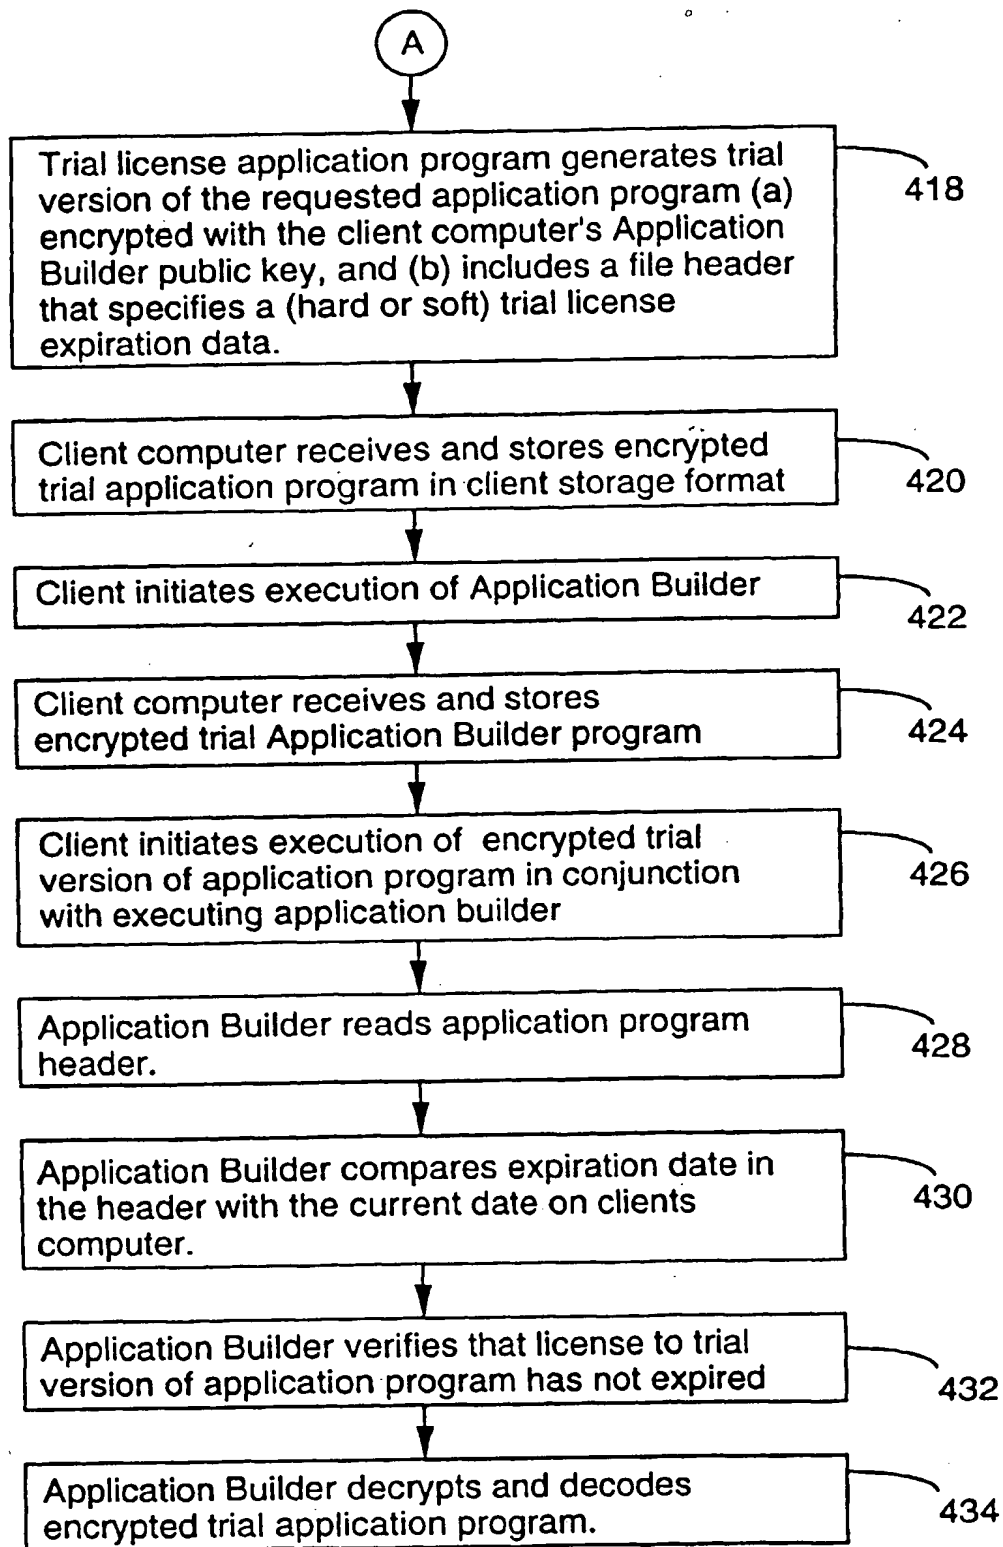 A
Trial license application program generates trial
version of the requested application program (a)
encrypted with the client computer's Application
Builder public key, and (b) includes a file header
that specifies a (hard or soft) trial license
expiration data.
418
Client computer receives and stores encrypted
trial application program in client storage format
420
Client initiates execution of Application Builder
422
Client computer receives and stores
encrypted trial Application Builder program
424
Client initiates execution of encrypted trial
version of application program in conjunction
with executing application builder
426
Application Builder reads application program
header.
428
Application Builder compares expiration date in
the header with the current date on clients
computer.
430
Application Builder verifies that license to trial
version of application program has not expired
432
Application Builder decrypts and decodes
encrypted trial application program.
434